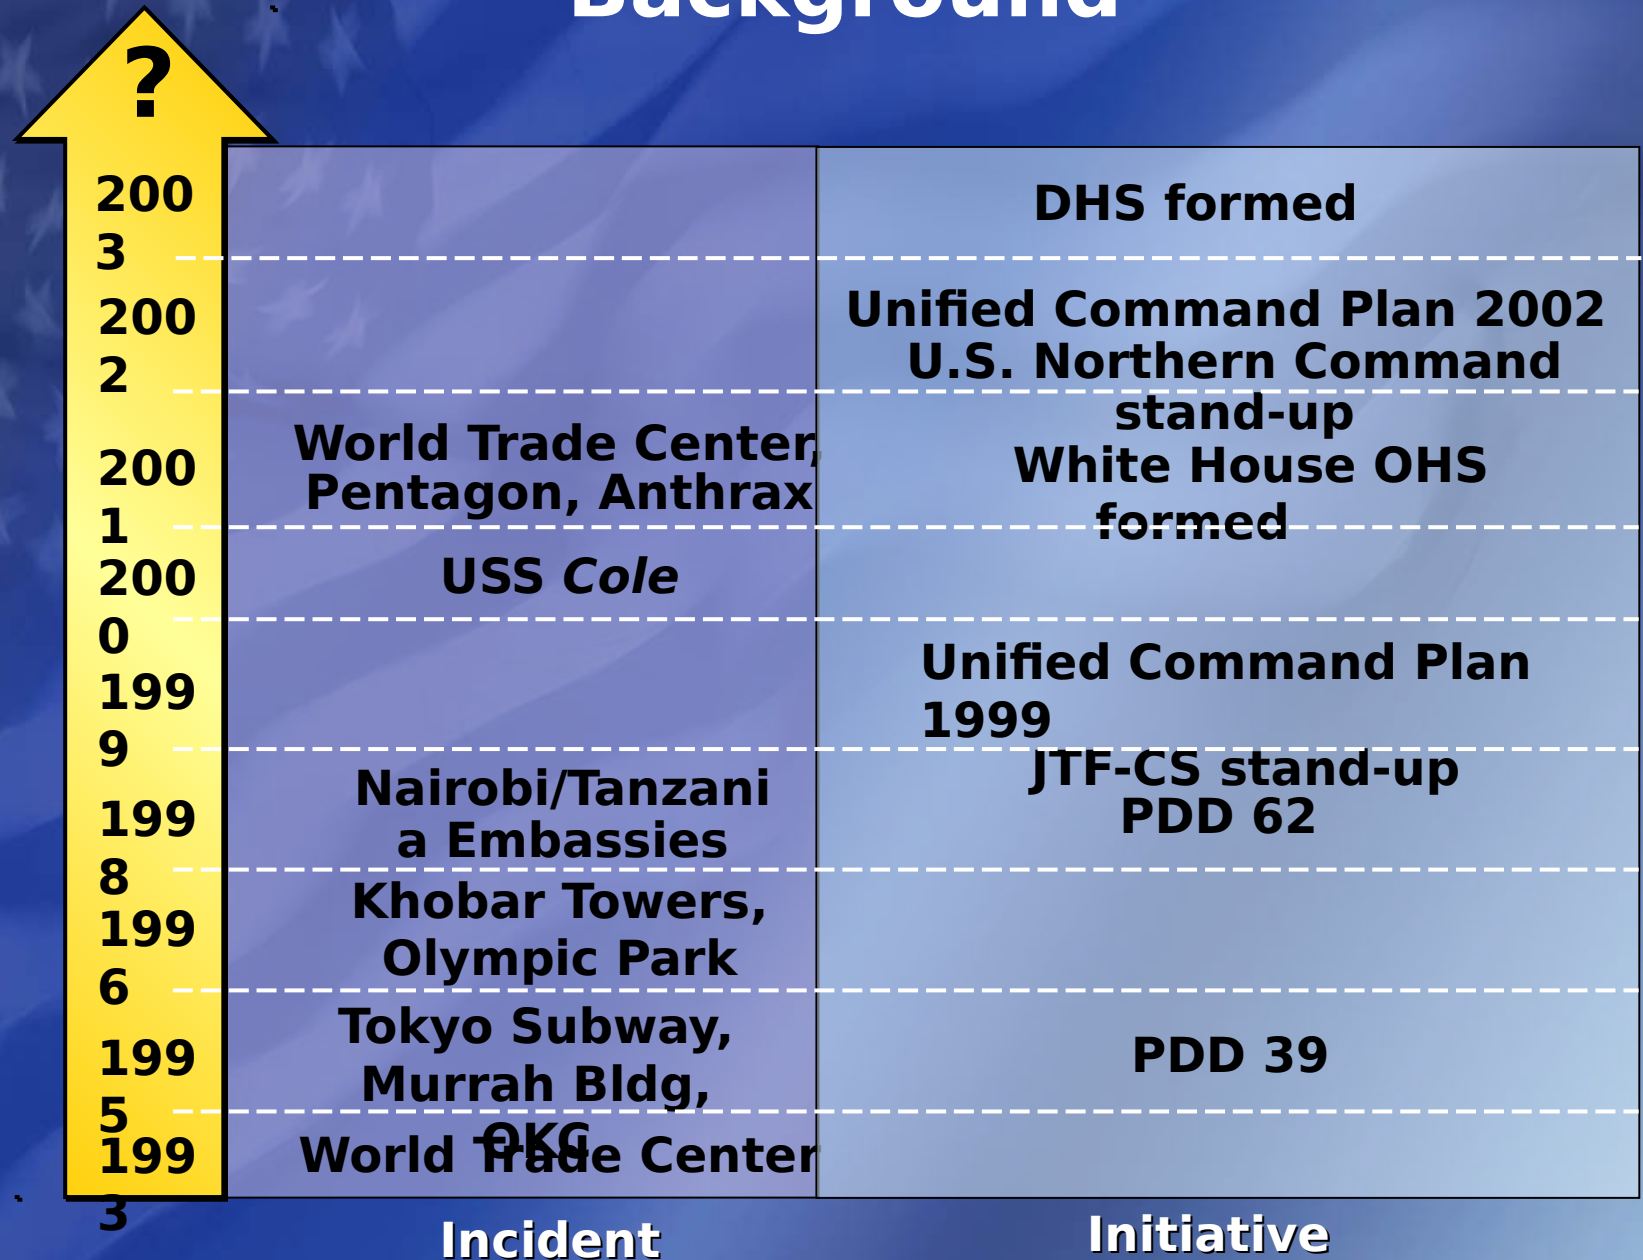 Background
?
200
3
DHS formed
200
2
Unified Command Plan 2002
U.S. Northern Command
stand-up
200
1
World Trade Center,
Pentagon, Anthrax
White House OHS
formed
200
0
USS Cole
199
9
Unified Command Plan
1999
JTF-CS stand-up
199
8
Nairobi/Tanzani
a Embassies
PDD 62
199
6
Khobar Towers,
Olympic Park
199
5
Tokyo Subway,
Murrah Bldg,
OKC
PDD 39
199
3
World Trade Center
Incident
Initiative